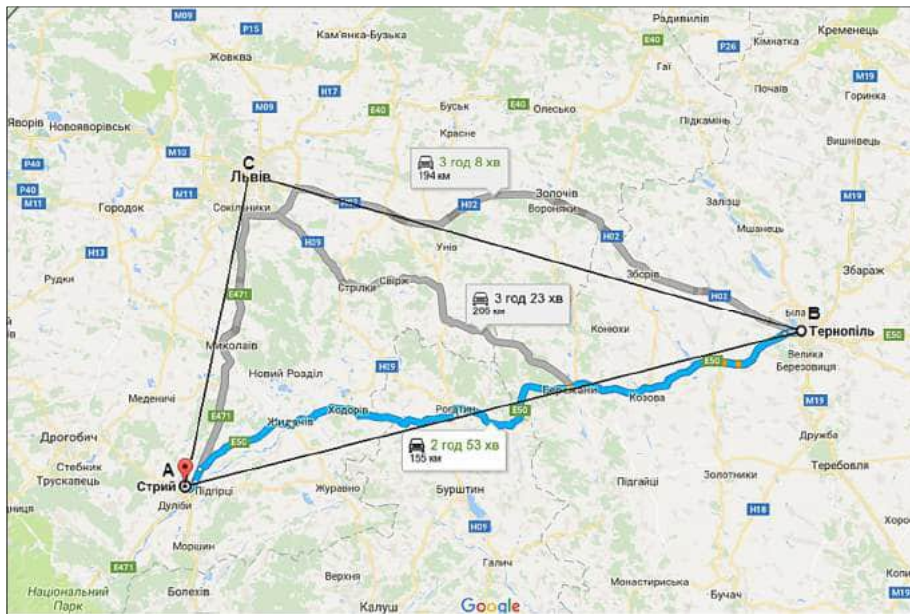 M09
P15
Кам'янка-Бузька
Радивилів
Кременець
E40
P26
Кімната
Жовква
Гаї
M19
Почаїв
Горинка
M09
H17
E40
Буськ
E40
Олесько
Підкамінь
Яворів
Новояворівськ
Красне
Вишнівець
P40
M10
C
Львів
3 год 8 хв
194 км
P40
M11
M11
Городок
Сокільники
H02
H02
Золочів
Вороняки
Залізці
M19
Мшанець
H13
H09
Унів
H02
Збараж
Рудки
Стрілки
Свірж
Зборів
E471
3 год 23 хв
206 км
H02
B
Біла
Тернопіль
E50
Миколаїв
Конюхи
E50
Велика
Березовиця
Новий Розділ
H09
Меденичі
Бережани
Козова
M19
Ходорів
Рогатин
E50
Дрогобич
E471
E50
Жидачів
2 год 53 хв
155 км
Дружба
Стебник
Трускавець
A
Стрий
Підгірці
Журавно
Золотники
Теребовля
Дуліби
Бурштин
Підгайці
H18
Моршин
H09
E471
Болехів
Верхня
Галич
M19
Національний
Парк
Калуш
Google
Монастириська
Бучач